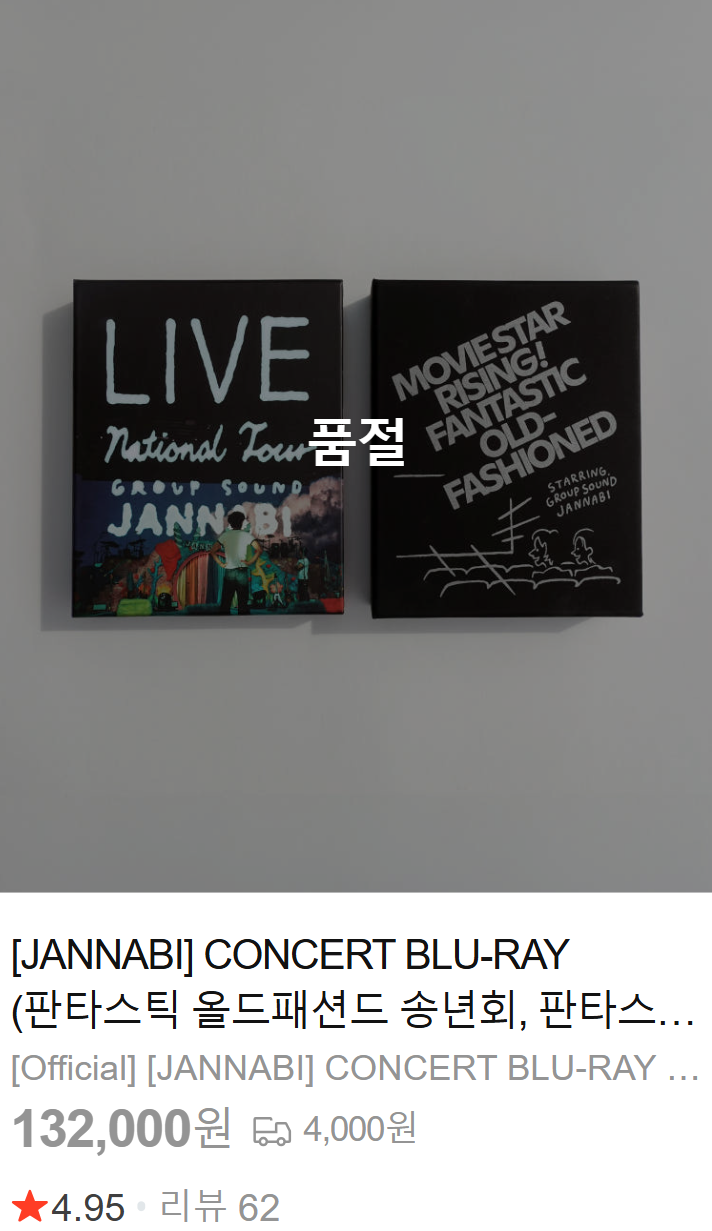 LIVE
National Tour
GROUP SOUND
JANNABI
MOVIE STAR
RISING!
FANTASTIC
OLD-
FASHIONED
STARRING.
GROUP SOUND
JANNABI
품절
[JANNABI] CONCERT BLU-RAY
(판타스틱 올드패션드 송년회, 판타스...
[Official] [JANNABI] CONCERT BLU-RAY ...
132,000원 4,000원
★4.95 • 리뷰 62